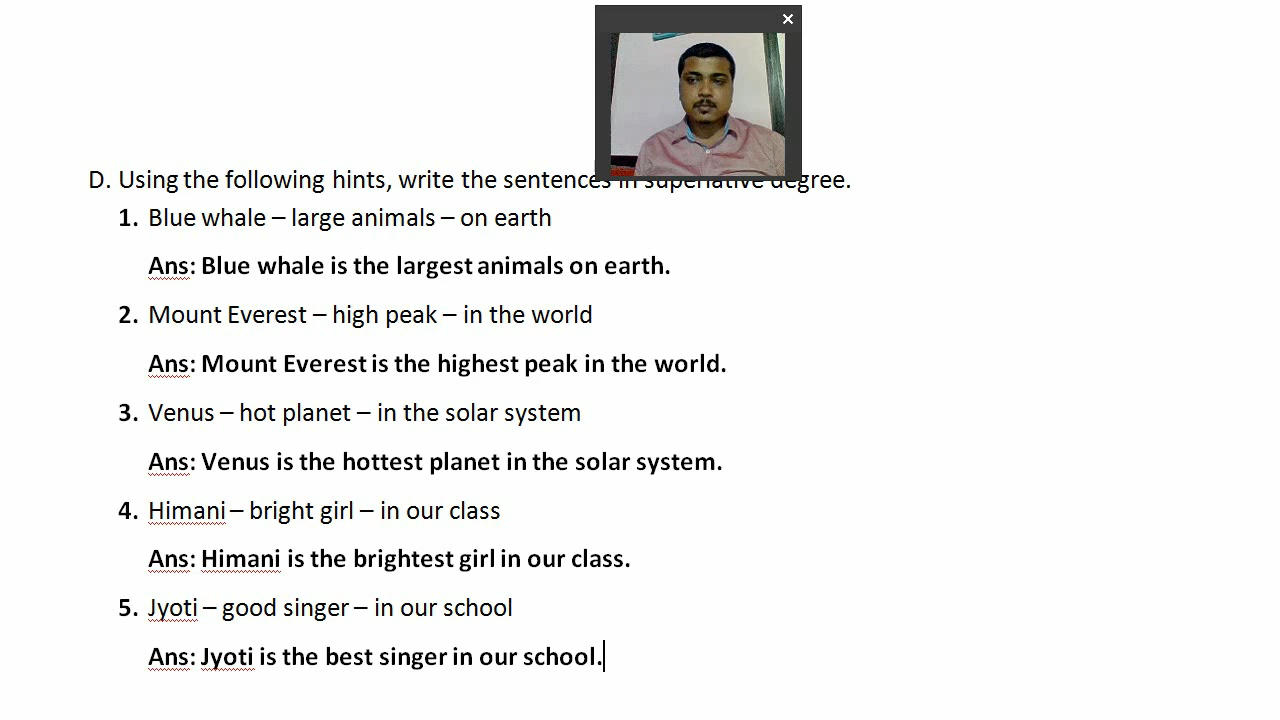 D. Using the following hints, write the sentences in superlative degree.
1. Blue whale – large animals – on earth
Ans: Blue whale is the largest animals on earth.
2. Mount Everest – high peak – in the world
Ans: Mount Everest is the highest peak in the world.
3. Venus – hot planet – in the solar system
Ans: Venus is the hottest planet in the solar system.
4. Himani – bright girl – in our class
Ans: Himani is the brightest girl in our class.
5. Jyoti – good singer – in our school
Ans: Jyoti is the best singer in our school.